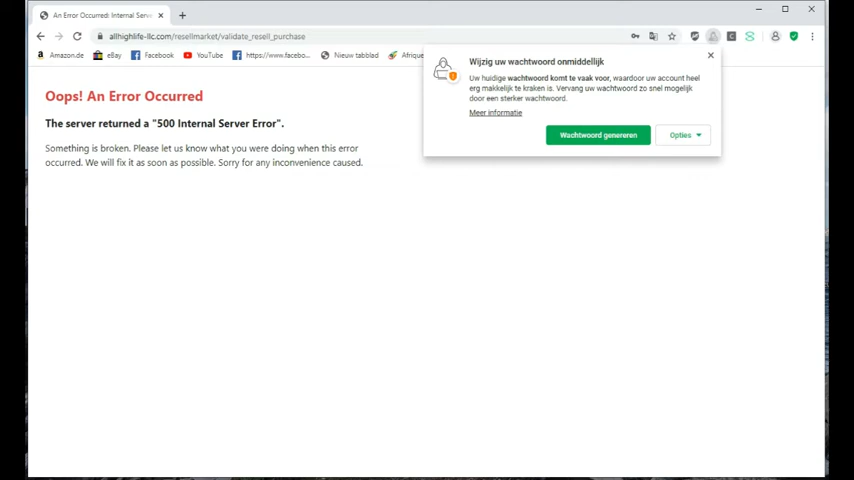 An Error Occurred: Internal Serve
allhighlife-llc.com/resellmarket/validate_resell_purchase
Amazon.de eBay Facebook YouTube https://www.facebo... Nieuw tabblad Afrique
Wijzig uw wachtwoord onmiddellijk
Uw huidige wachtwoord komt te vaak voor, waardoor uw account heel
erg makkelijk te kraken is. Vervang uw wachtwoord zo snel mogelijk
door een sterker wachtwoord.
Meer informatie
Wachtwoord genereren Opties
Oops! An Error Occurred
The server returned a "500 Internal Server Error".
Something is broken. Please let us know what you were doing when this error
occurred. We will fix it as soon as possible. Sorry for any inconvenience caused.